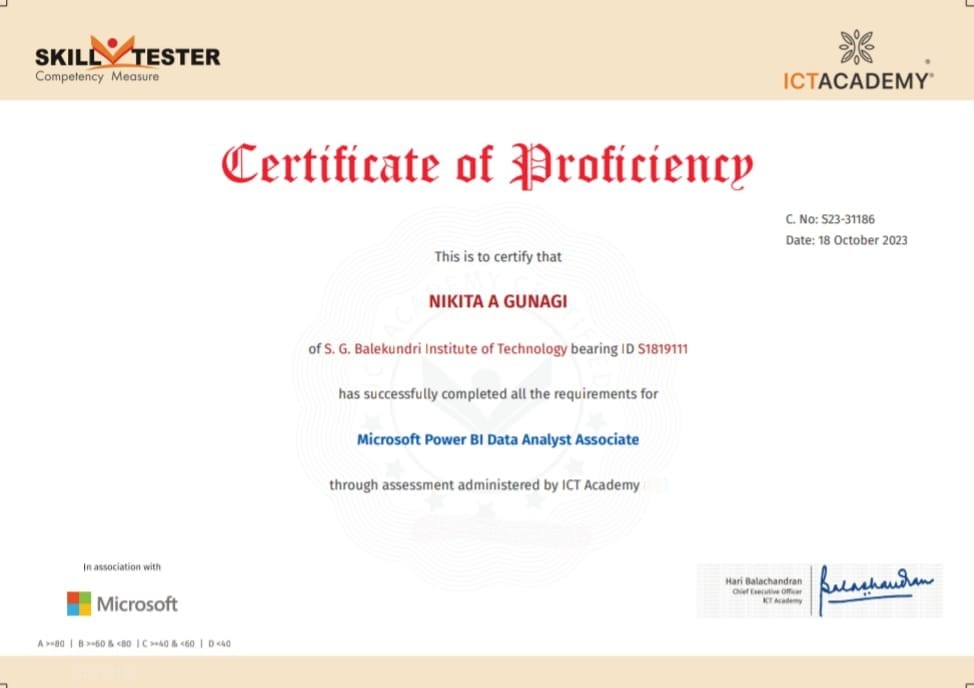 SKILL TESTER
Competency Measure
ICTACADEMY®
Certificate of Proficiency
C. No: S23-31186
Date: 18 October 2023
This is to certify that
NIKITA A GUNAGI
of S. G. Balekundri Institute of Technology bearing ID S1819111
has successfully completed all the requirements for
Microsoft Power BI Data Analyst Associate
through assessment administered by ICT Academy
In association with
Microsoft
Hari Balachandran
Chief Executive Officer
ICT Academy
Balachandran
A >=80 | B >=60 & <80 | C >=40 & <60 | D <40